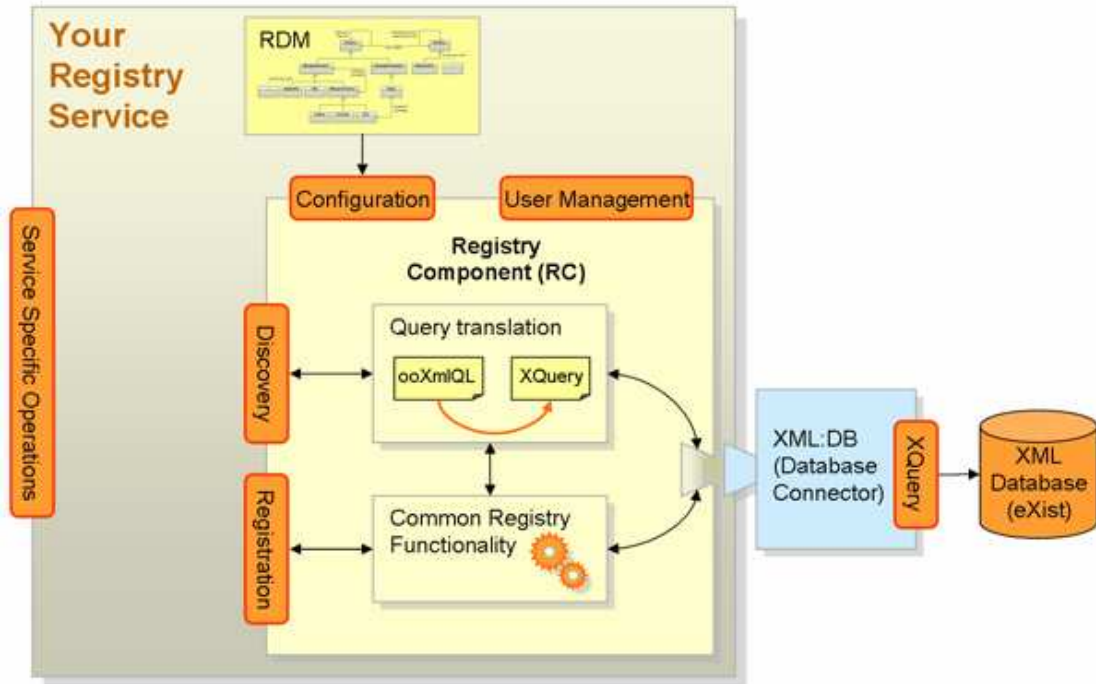 Your
Registry
Service
RDM
Configuration
User Management
Service Specific Operations
Registry
Component (RC)
Discovery
Query translation
ooXmlQL
XQuery
Registration
Common Registry
Functionality
XML:DB
(Database
Connector)
XQuery
XML
Database
(eXist)